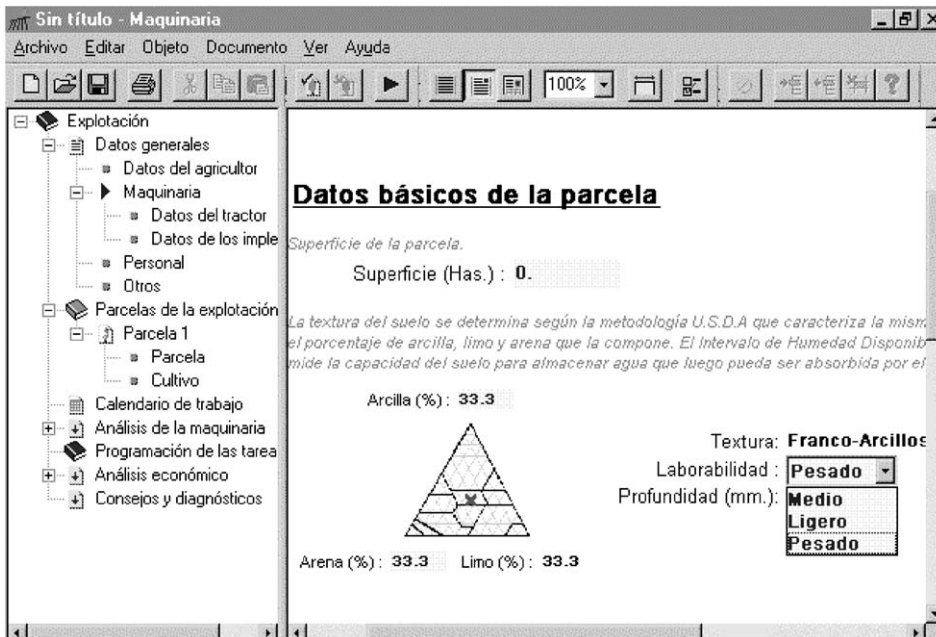 Sin título - Maquinaria
Archivo Editar Objeto Documento Ver Ayuda
100%
Explotación
Datos generales
Datos del agricultor
Maquinaria
Datos del tractor
Datos de los imple
Personal
Otros
Parcelas de la explotación
Parcela 1
Parcela
Cultivo
Calendario de trabajo
Análisis de la maquinaria
Programación de las tarea
Análisis económico
Consejos y diagnósticos
Datos básicos de la parcela
Superficie de la parcela.
Superficie (Has.) : 0.
La textura del suelo se determina según la metodología U.S.D.A que caracteriza la mism
el porcentaje de arcilla, limo y arena que la compone. El Intervalo de Humedad Disponib
mide la capacidad del suelo para almacenar agua que luego pueda ser absorbida por el
Arcilla (%) : 33.3
Textura: Franco-Arcillos
Laborabilidad : Pesado
Profundidad (mm.): Medio
Ligero
Pesado
Arena (%) : 33.3 Limo (%) : 33.3